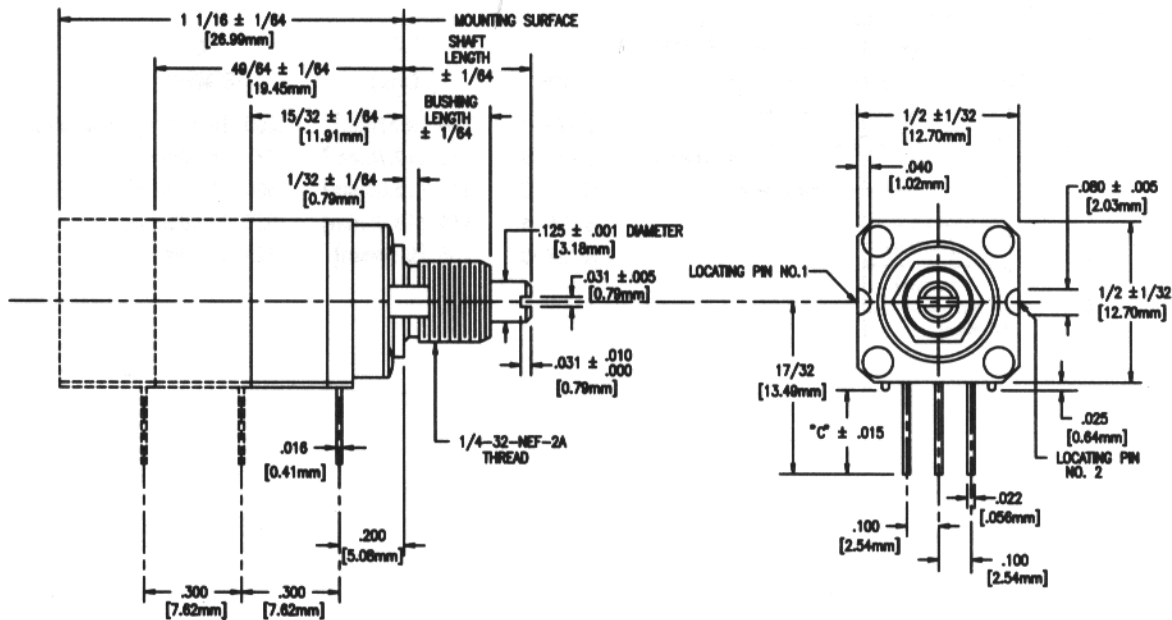 1 1/16 ± 1/64
[26.99mm]
MOUNTING SURFACE
SHAFT
LENGTH
± 1/64
49/64 ± 1/64
[19.45mm]
BUSHING
LENGTH
± 1/64
15/32 ± 1/64
[11.91mm]
1/32 ± 1/64
[0.79mm]
.125 ± .001 DIAMETER
[3.18mm]
.031 ±.005
[0.79mm]
.031 ± .010
.000
[0.79mm]
1/4-32-NEF-2A
THREAD
.016
[0.41mm]
.200
[5.08mm]
.300
[7.62mm]
.300
[7.62mm]
1/2 ±1/32
[12.70mm]
.040
[1.02mm]
.080 ± .005
[2.03mm]
LOCATING PIN NO.1
1/2 ±1/32
[12.70mm]
17/32
[13.49mm]
"C" ± .015
.025
[0.64mm]
LOCATING PIN
NO. 2
.022
[.056mm]
.100
[2.54mm]
.100
[2.54mm]